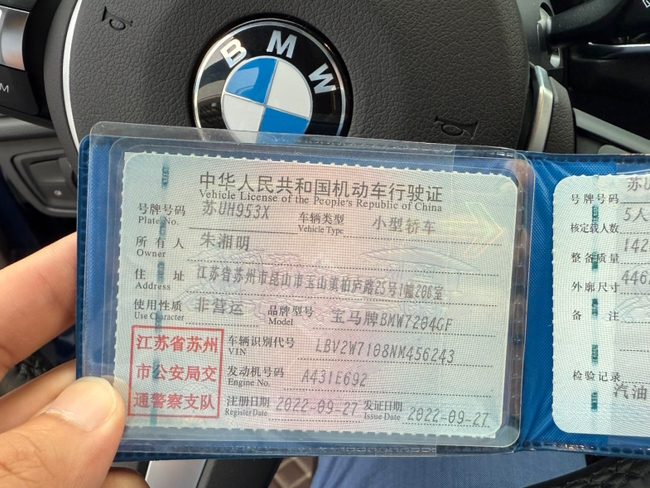 BMW
中华人民共和国机动车行驶证
Vehicle License of the People's Republic of China
号牌号码 苏UH953X 车辆类型 小型轿车
Plate No. Vehicle Type
所有人 朱湘明
Owner
住址 江苏省苏州市昆山市玉山镇柏庐路25号1幢206室
Address
使用性质 非营运 品牌型号 宝马牌BMW7204GF
Use Character Model
江苏省苏州
市公安局交
通警察支队
车辆识别代号 LBV2W7108NM456243
VIN
发动机号码 A431E692
Engine No.
注册日期 2022-09-27 发证日期 2022-09-27
Register Date Issue Date
号牌号码 苏U
核定载人数 5人
整备质量 142
外廓尺寸 446
备注
检验记录
汽油